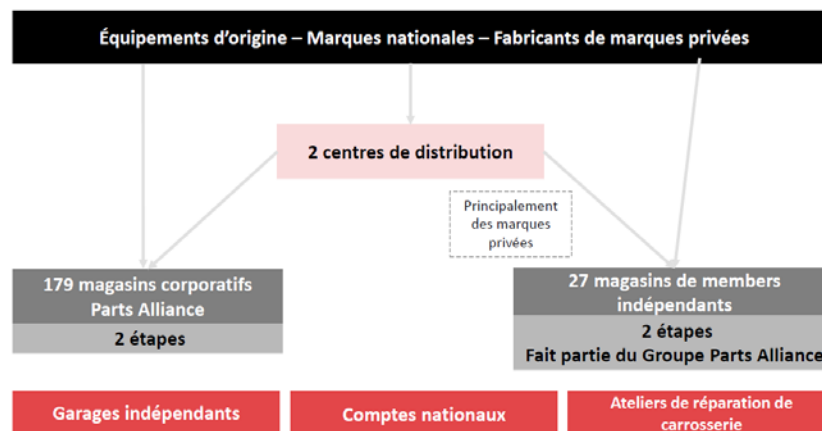 Équipements d'origine – Marques nationales – Fabricants de marques privées
2 centres de distribution
Principalement
des marques
privées
179 magasins corporatifs
Parts Alliance
2 étapes
27 magasins de members
indépendants
2 étapes
Fait partie du Groupe Parts Alliance
Garages indépendants
Comptes nationaux
Ateliers de réparation de
carrosserie